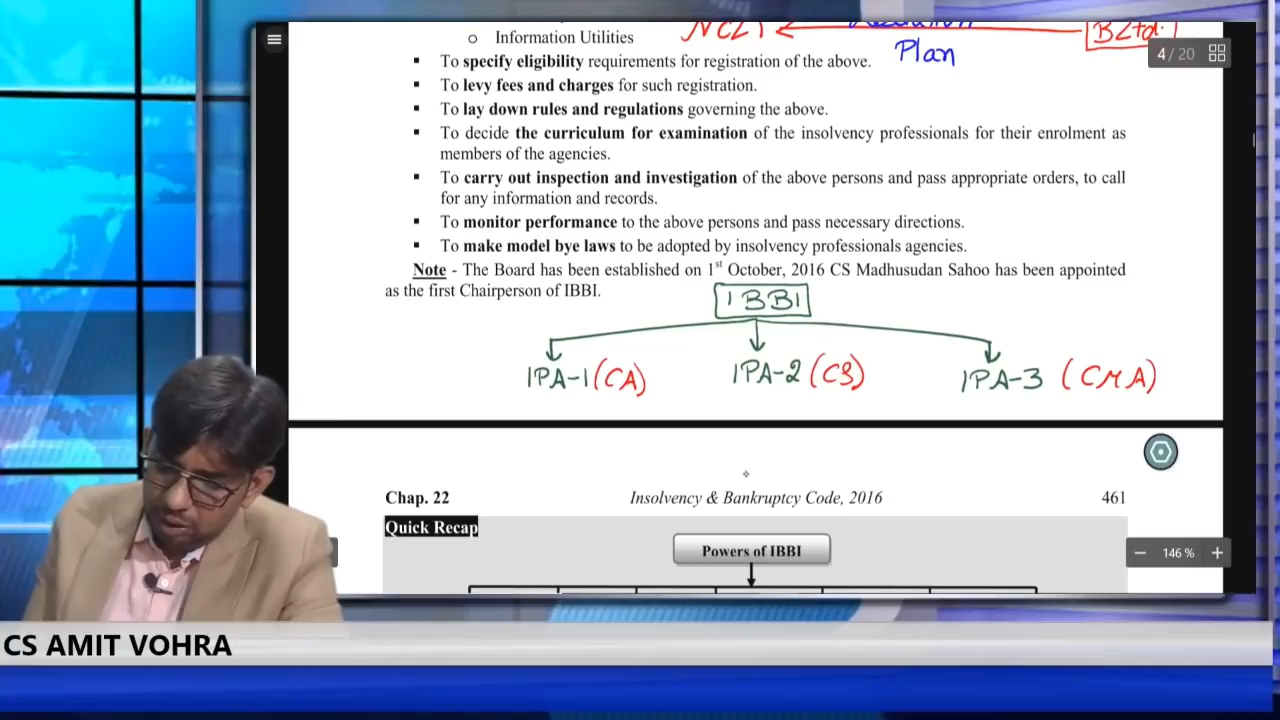 NCLT
Plan
B Ltd.
4 / 20
o Information Utilities
▪ To specify eligibility requirements for registration of the above.
▪ To levy fees and charges for such registration.
▪ To lay down rules and regulations governing the above.
▪ To decide the curriculum for examination of the insolvency professionals for their enrolment as
members of the agencies.
▪ To carry out inspection and investigation of the above persons and pass appropriate orders, to call
for any information and records.
▪ To monitor performance to the above persons and pass necessary directions.
▪ To make model bye laws to be adopted by insolvency professionals agencies.
Note - The Board has been established on 1st October, 2016 CS Madhusudan Sahoo has been appointed
as the first Chairperson of IBBI.
IBBI
IPA-1 (CA) IPA-2 (CS) IPA-3 (CMA)
Chap. 22 Insolvency & Bankruptcy Code, 2016 461
Quick Recap
Powers of IBBI
146 %
CS AMIT VOHRA